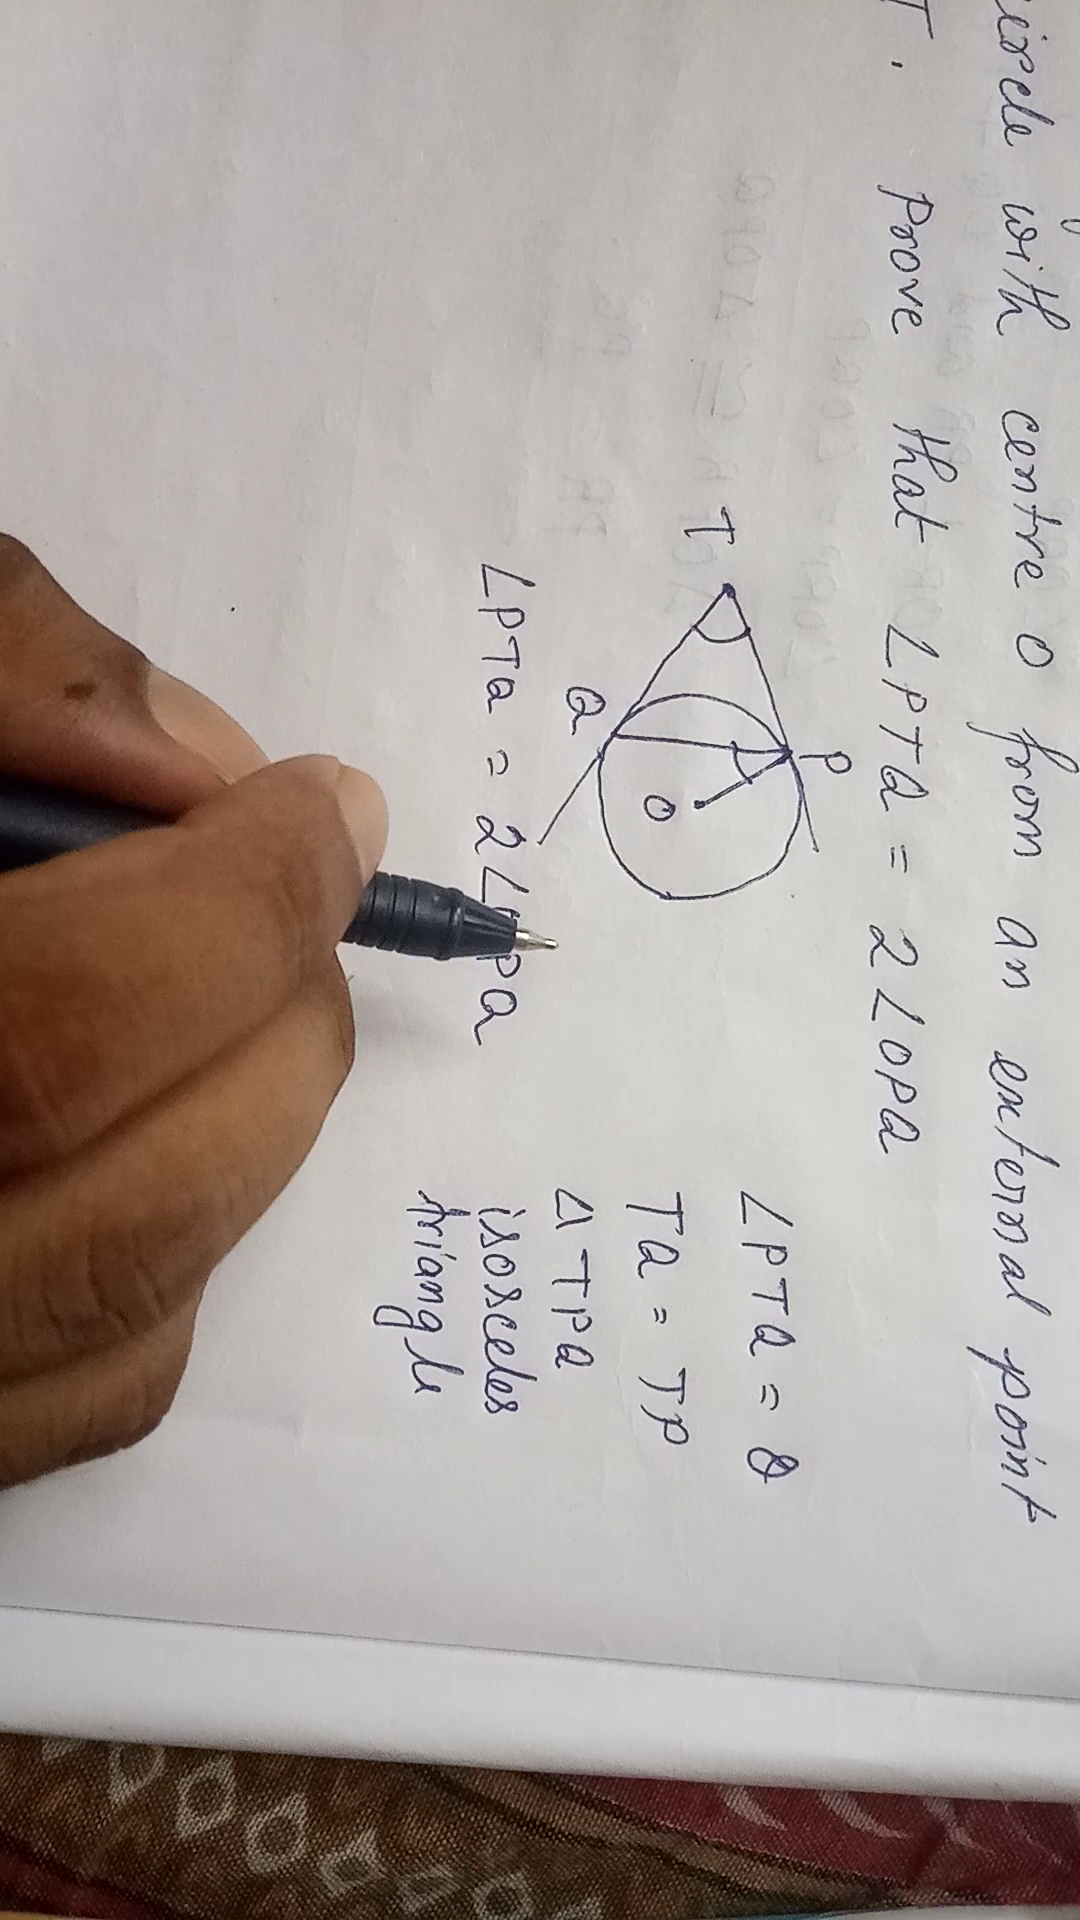 circle with centre O from an external point
T. Prove that ∠PTQ = 2∠OPQ
T
P
Q
O
∠PTQ = 2∠OPQ
∠PTQ = θ
TQ = TP
Δ TPQ
isosceles
triangle